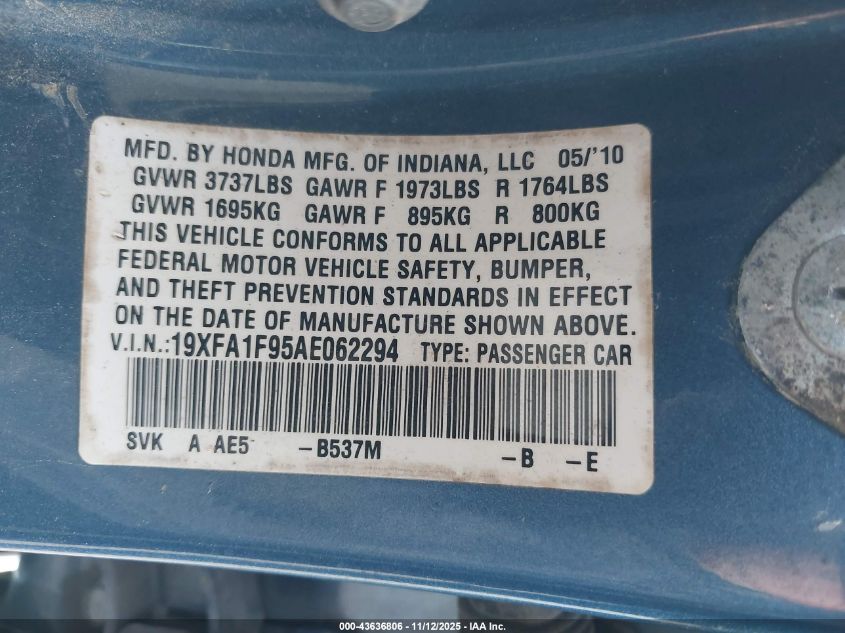 MFD. BY HONDA MFG. OF INDIANA, LLC 05/'10
GVWR 3737LBS GAWR F 1973LBS R 1764LBS
GVWR 1695KG GAWR F 895KG R 800KG
THIS VEHICLE CONFORMS TO ALL APPLICABLE
FEDERAL MOTOR VEHICLE SAFETY, BUMPER,
AND THEFT PREVENTION STANDARDS IN EFFECT
ON THE DATE OF MANUFACTURE SHOWN ABOVE.
V.I.N.:19XFA1F95AE062294 TYPE: PASSENGER CAR
SVK A AE5 -B537M -B -E
000-43636806 - 11/12/2025 - IAA Inc.